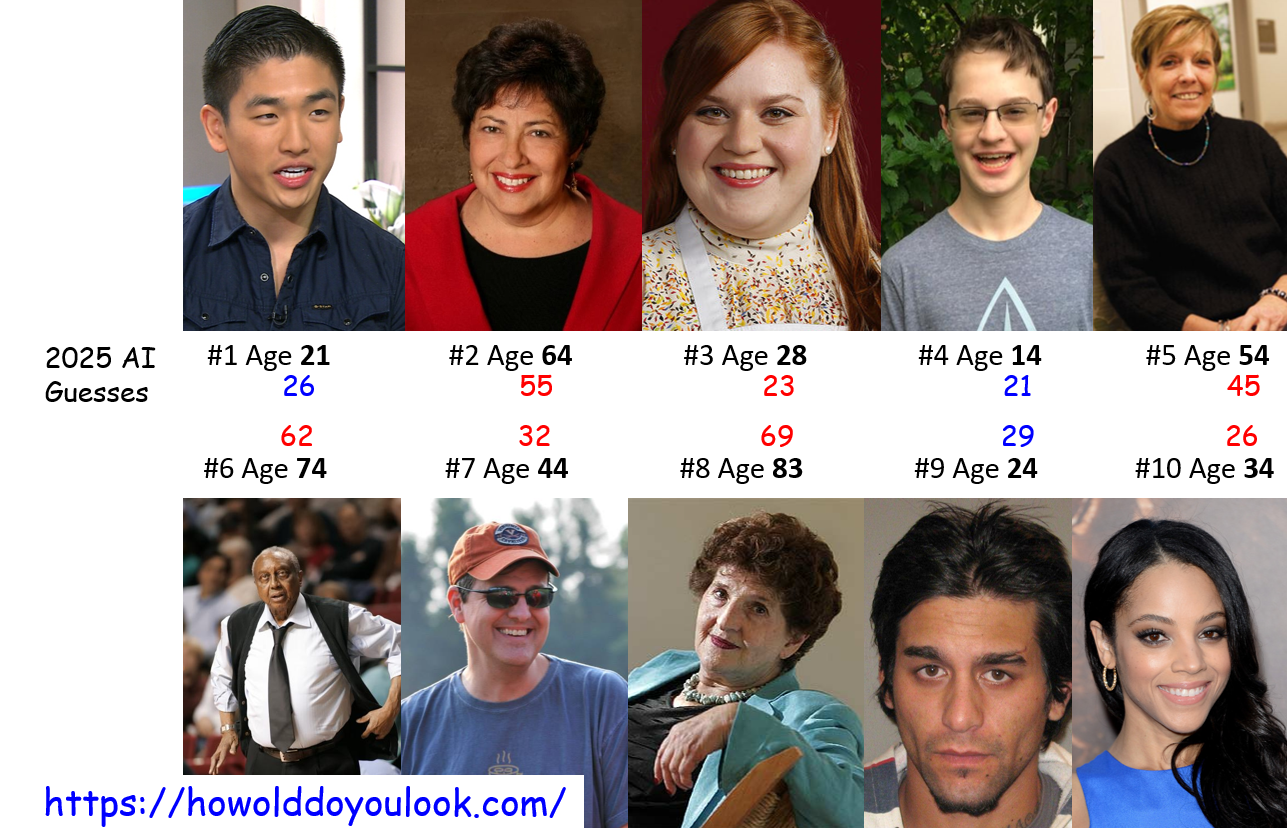 2025 AI
Guesses
#1 Age 21
#2 Age 64
#3 Age 28
#4 Age 14
#5 Age 54
26
55
23
21
45
62
32
69
29
26
#6 Age 74
#7 Age 44
#8 Age 83
#9 Age 24
#10 Age 34
https://howolddoyoulook.com/